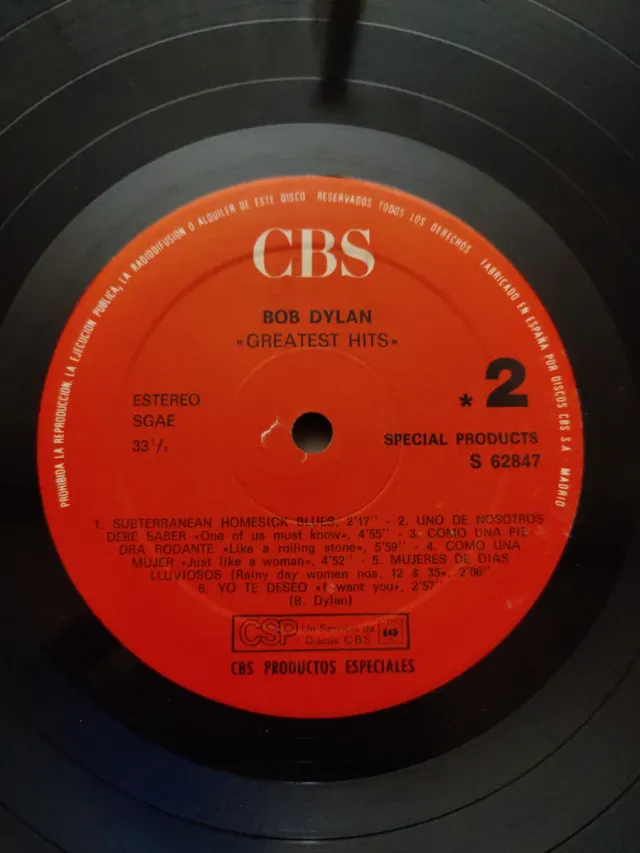 PROHIBIDA LA REPRODUCCION, LA EJECUCION PUBLICA, LA RADIODIFUSION O ALQUILER DE ESTE DISCO RESERVADOS TODOS LOS DERECHOS FABRICADO EN ESPAÑA POR DISCOS CBS S.A. - MADRID
CBS
BOB DYLAN
«GREATEST HITS»
ESTEREO
SGAE
33 1/3
* 2
SPECIAL PRODUCTS
S 62847
1. SUBTERRANEAN HOMESICK BLUES, 2'17" - 2. UNO DE NOSOTROS
DEBE SABER «One of us must know», 4'55" - 3. COMO UNA PIE-
DRA RODANTE «Like a rolling stone», 5'59" - 4. COMO UNA
MUJER «Just like a woman», 4'52" - 5. MUJERES DE DIAS
LLUVIOSOS (Rainy day women nos. 12 & 35», 2'06"
6. YO TE DESEO «I want you», 2'57"
(B. Dylan)
CSP Un Servicio de
Discos C.B.S.
CBS PRODUCTOS ESPECIALES